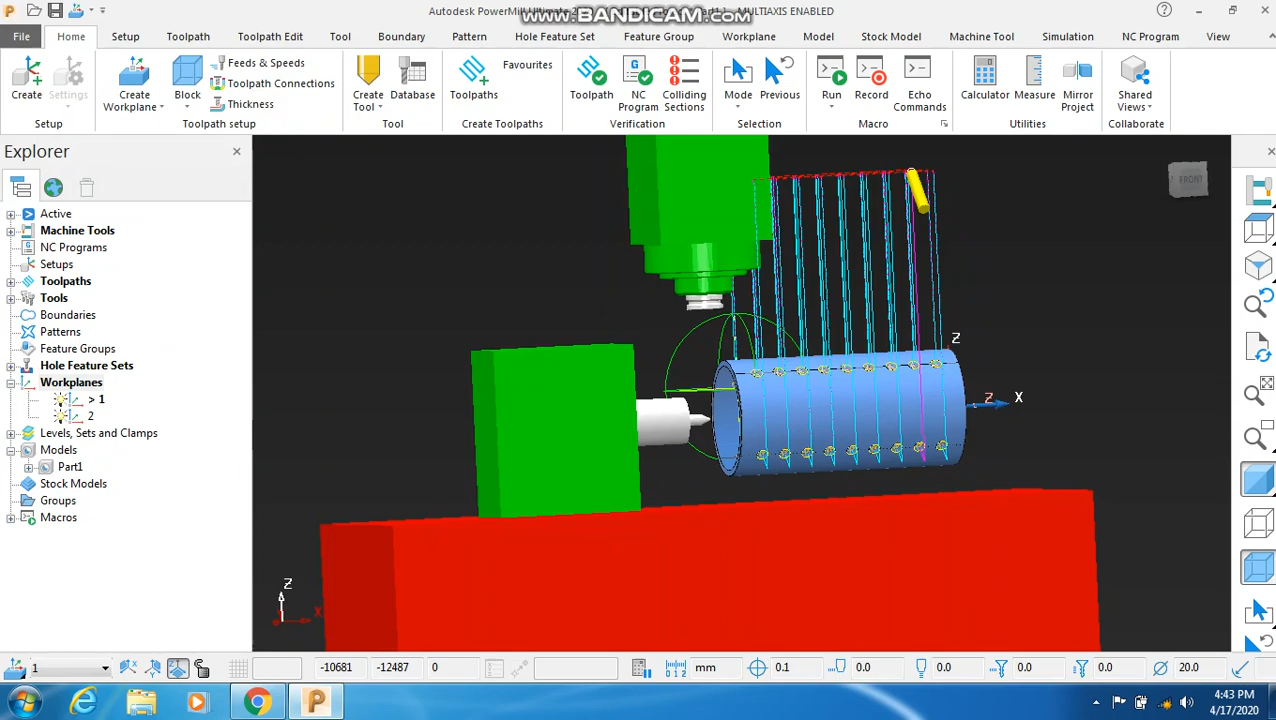 Autodesk PowerMill Ultimate 2
MULTIAXIS ENABLED
www.BANDICAM.com
File Home Setup Toolpath Toolpath Edit Tool Boundary Pattern Hole Feature Set Feature Group Workplane Model Stock Model Machine Tool Simulation NC Program View
Create
Settings
Setup
Create Workplane
Block
Feeds & Speeds
Toolpath Connections
Thickness
Toolpath setup
Create Tool
Database
Tool
Toolpaths
Favourites
Create Toolpaths
Toolpath
NC Program
Colliding Sections
Verification
Mode
Previous
Selection
Run
Record
Echo Commands
Macro
Calculator
Measure
Mirror Project
Utilities
Shared Views
Collaborate
Explorer
Active
Machine Tools
NC Programs
Setups
Toolpaths
Tools
Boundaries
Patterns
Feature Groups
Hole Feature Sets
Workplanes
> 1
2
Levels, Sets and Clamps
Models
Part1
Stock Models
Groups
Macros
FRONT
Z
Z X
Z
X
1 -10681 -12487 0 mm 0.1 0.0 0.0 0.0 0.0 20.0
4:43 PM
4/17/2020